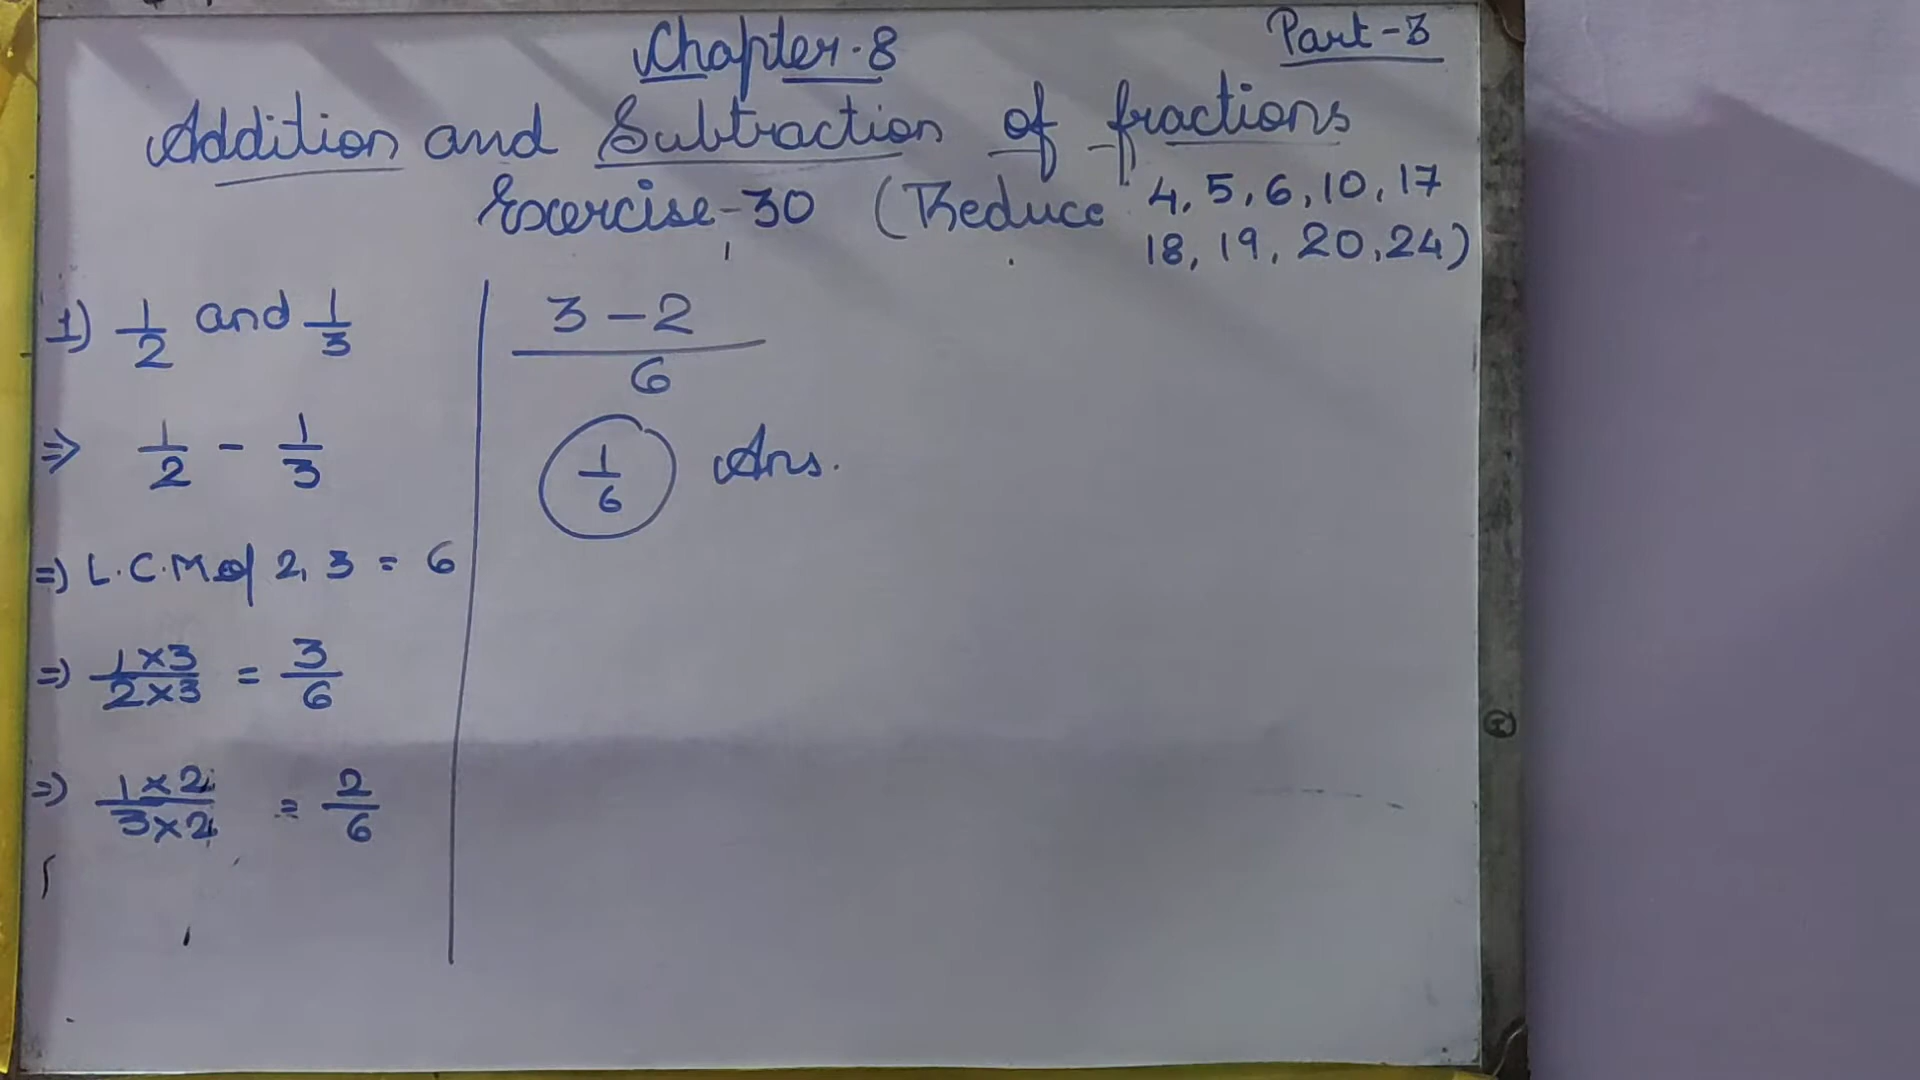 Chapter-8
Part-3
Addition and Subtraction of fractions
Exercise-30 (Reduce 4, 5, 6, 10, 17
18, 19, 20, 24)
1) 1/2 and 1/3
⇒ 1/2 - 1/3
⇒ L.C.M of 2, 3 = 6
⇒ 1×3/2×3 = 3/6
⇒ 1×2/3×2 = 2/6
3-2/6
1/6 Ans.